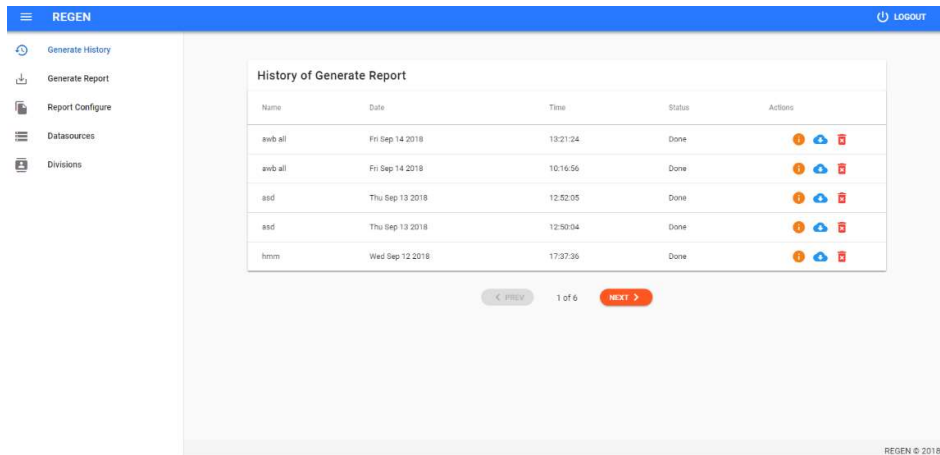 REGEN
LOGOUT
Generate History
Generate Report
Report Configure
Datasources
Divisions
History of Generate Report
Name Date Time Status Actions
awb all Fri Sep 14 2018 13:21:24 Done
awb all Fri Sep 14 2018 10:16:56 Done
asd Thu Sep 13 2018 12:52:05 Done
asd Thu Sep 13 2018 12:50:04 Done
hmm Wed Sep 12 2018 17:37:36 Done
PREV 1 of 6 NEXT
REGEN © 2018